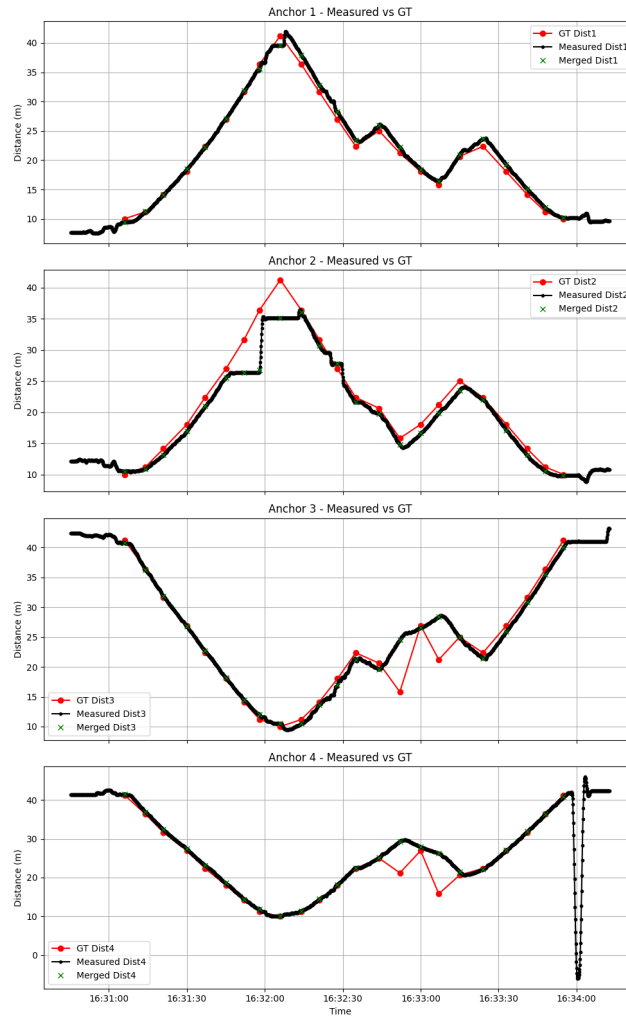 Anchor 1 - Measured vs GT
40
35
30
25
20
15
10
Distance (m)
GT Dist1
Measured Dist1
Merged Dist1
Anchor 2 - Measured vs GT
40
35
30
25
20
15
10
Distance (m)
GT Dist2
Measured Dist2
Merged Dist2
Anchor 3 - Measured vs GT
40
35
30
25
20
15
10
Distance (m)
GT Dist3
Measured Dist3
Merged Dist3
Anchor 4 - Measured vs GT
40
30
20
10
0
Distance (m)
GT Dist4
Measured Dist4
Merged Dist4
16:31:00 16:31:30 16:32:00 16:32:30 16:33:00 16:33:30 16:34:00
Time